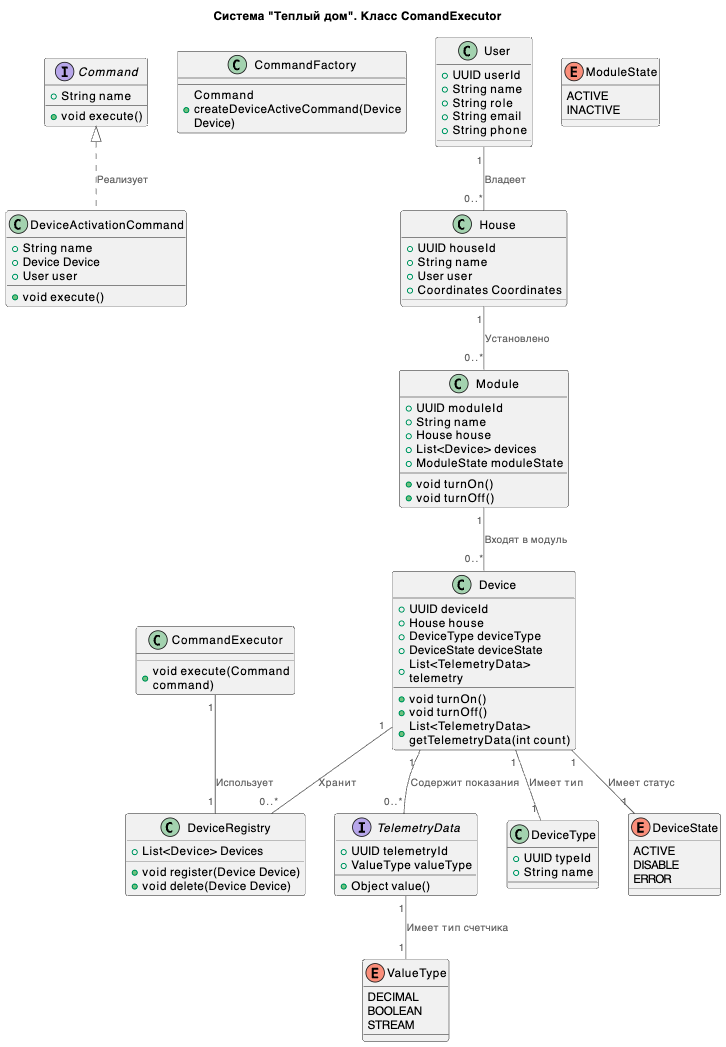 Система "Теплый дом". Класс ComandExecutor
I Command
String name
void execute()
C CommandFactory
Command
createDeviceActiveCommand(Device
Device)
C User
UUID userId
String name
String role
String email
String phone
E ModuleState
ACTIVE
INACTIVE
Реализует
1
Владеет
0..*
C DeviceActivationCommand
String name
Device Device
User user
void execute()
C House
UUID houseId
String name
User user
Coordinates Coordinates
1
Установлено
0..*
C Module
UUID moduleId
String name
House house
List<Device> devices
ModuleState moduleState
void turnOn()
void turnOff()
1
Входят в модуль
0..*
C Device
UUID deviceId
House house
DeviceType deviceType
DeviceState deviceState
List<TelemetryData>
telemetry
void turnOn()
void turnOff()
List<TelemetryData>
getTelemetryData(int count)
C CommandExecutor
void execute(Command
command)
1
Использует
1
1
Хранит
0..*
1
Содержит показания
0..*
1
Имеет тип
1
1
Имеет статус
1
C DeviceRegistry
List<Device> Devices
void register(Device Device)
void delete(Device Device)
I TelemetryData
UUID telemetryId
ValueType valueType
Object value()
C DeviceType
UUID typeId
String name
E DeviceState
ACTIVE
DISABLE
ERROR
1
Имеет тип счетчика
1
E ValueType
DECIMAL
BOOLEAN
STREAM